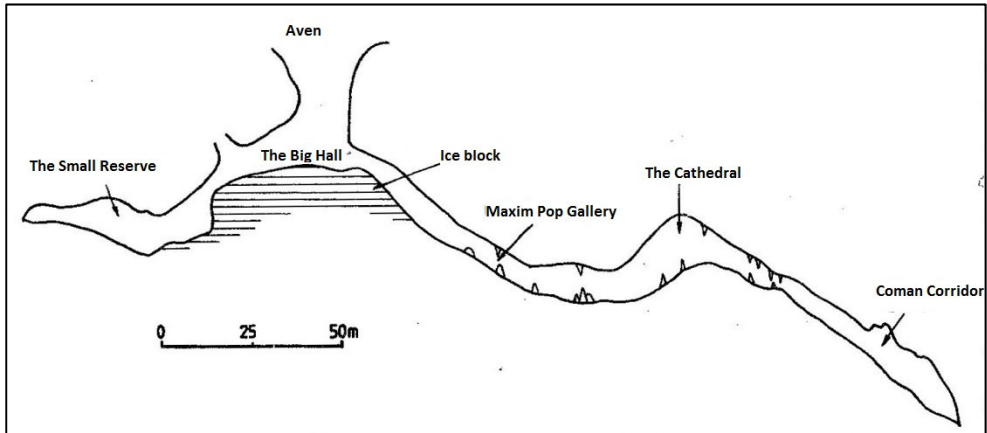 Aven
The Big Hall
Ice block
The Small Reserve
The Cathedral
Maxim Pop Gallery
Coman Corridor
0 25 50m